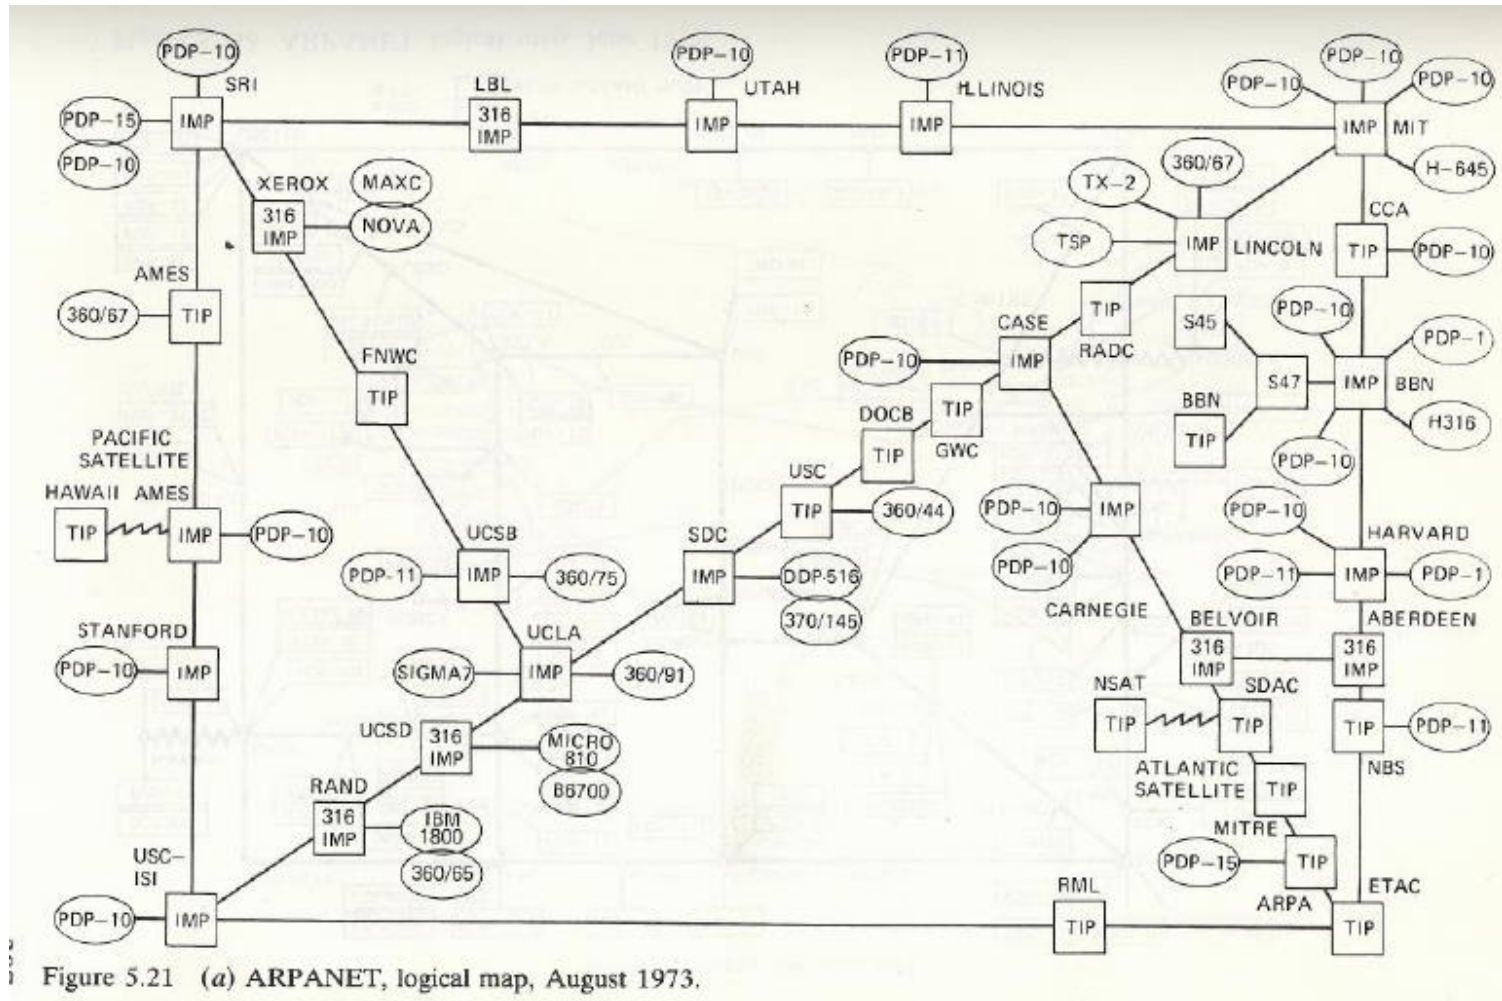 PDP-10
SRI
PDP-15
PDP-10
IMP
LBL
316
IMP
PDP-10
UTAH
IMP
PDP-11
ILLINOIS
IMP
PDP-10
PDP-10
PDP-10
IMP
MIT
H-645
XEROX
316
IMP
MAXC
NOVA
360/67
TX-2
TSP
IMP
LINCOLN
CCA
TIP
PDP-10
AMES
360/67
TIP
FNWC
TIP
CASE
PDP-10
IMP
TIP
RADC
S45
S47
BBN
TIP
PDP-10
PDP-1
IMP
BBN
H316
PDP-10
DOCB
TIP
TIP
GWC
PACIFIC
SATELLITE
HAWAII
AMES
TIP
IMP
PDP-10
USC
TIP
360/44
PDP-10
IMP
PDP-10
CARNEGIE
PDP-10
HARVARD
PDP-11
IMP
PDP-1
UCSB
PDP-11
IMP
360/75
SDC
IMP
DDP-516
370/145
STANFORD
PDP-10
IMP
UCLA
SIGMA7
IMP
360/91
BELVOIR
316
IMP
ABERDEEN
316
IMP
NSAT
TIP
SDAC
TIP
TIP
PDP-11
NBS
UCSD
316
IMP
MICRO
810
B6700
ATLANTIC
SATELLITE
TIP
RAND
316
IMP
IBM
1800
360/65
MITRE
PDP-15
TIP
ARPA
USC-
ISI
PDP-10
IMP
RML
TIP
ETAC
TIP
Figure 5.21 (a) ARPANET, logical map, August 1973.